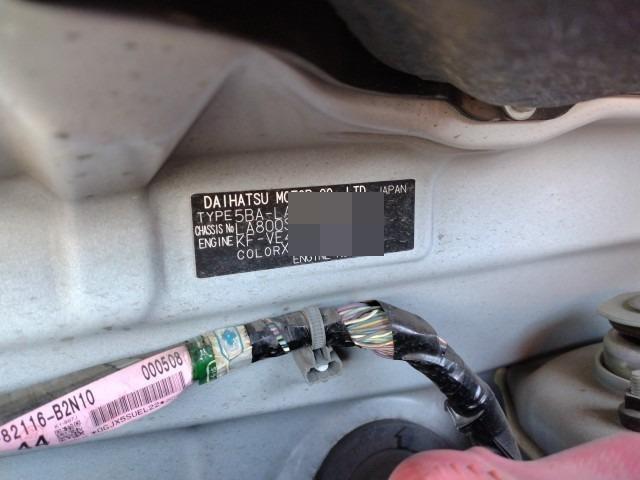 DAIHATSU MOTOR CO.,LTD. JAPAN
TYPE 5BA-LA
CHASSIS No LA800S
ENGINE KF-VE
COLOR X
ENGINE
000508
82116-B2N10
*0GJX5SUEL22*